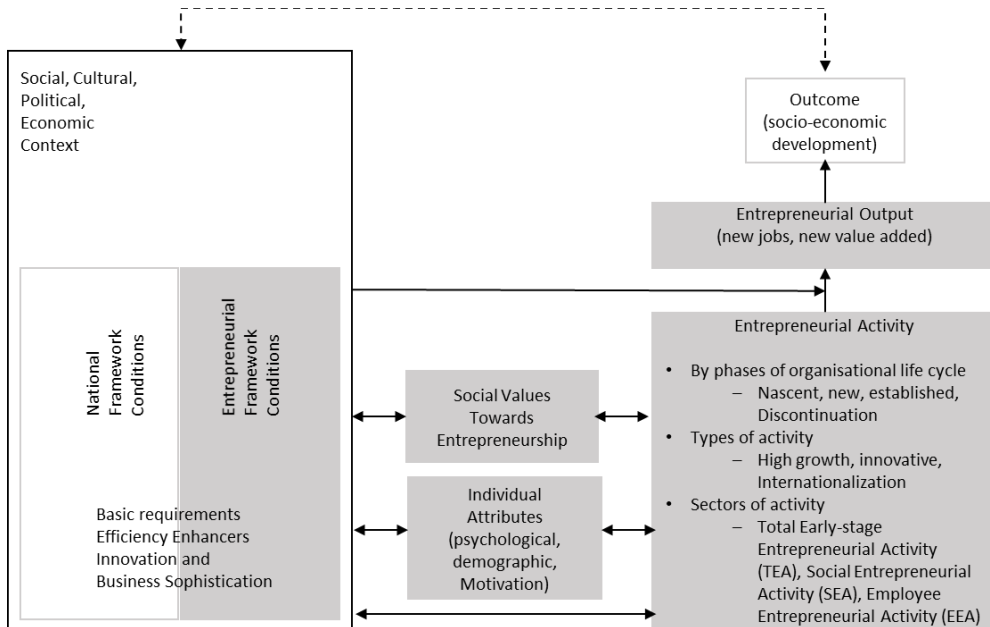 Social, Cultural,
Political,
Economic
Context
National
Framework
Conditions
Entrepreneurial
Framework
Conditions
Basic requirements
Efficiency Enhancers
Innovation and
Business Sophistication
Social Values
Towards
Entrepreneurship
Individual
Attributes
(psychological,
demographic,
Motivation)
Outcome
(socio-economic
development)
Entrepreneurial Output
(new jobs, new value added)
Entrepreneurial Activity
• By phases of organisational life cycle
– Nascent, new, established,
Discontinuation
• Types of activity
– High growth, innovative,
Internationalization
• Sectors of activity
– Total Early-stage
Entrepreneurial Activity
(TEA), Social Entrepreneurial
Activity (SEA), Employee
Entrepreneurial Activity (EEA)